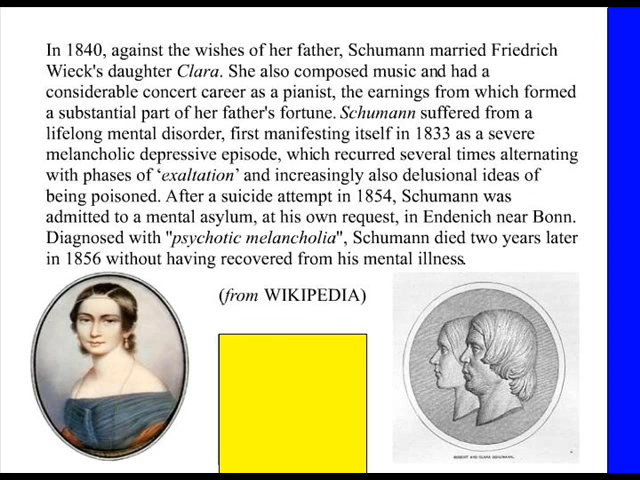 In 1840, against the wishes of her father, Schumann married Friedrich
Wieck's daughter Clara. She also composed music and had a
considerable concert career as a pianist, the earnings from which formed
a substantial part of her father's fortune. Schumann suffered from a
lifelong mental disorder, first manifesting itself in 1833 as a severe
melancholic depressive episode, which recurred several times alternating
with phases of ‘exaltation’ and increasingly also delusional ideas of
being poisoned. After a suicide attempt in 1854, Schumann was
admitted to a mental asylum, at his own request, in Endenich near Bonn.
Diagnosed with "psychotic melancholia", Schumann died two years later
in 1856 without having recovered from his mental illness.
(from WIKIPEDIA)
ROBERT AND CLARA SCHUMANN.